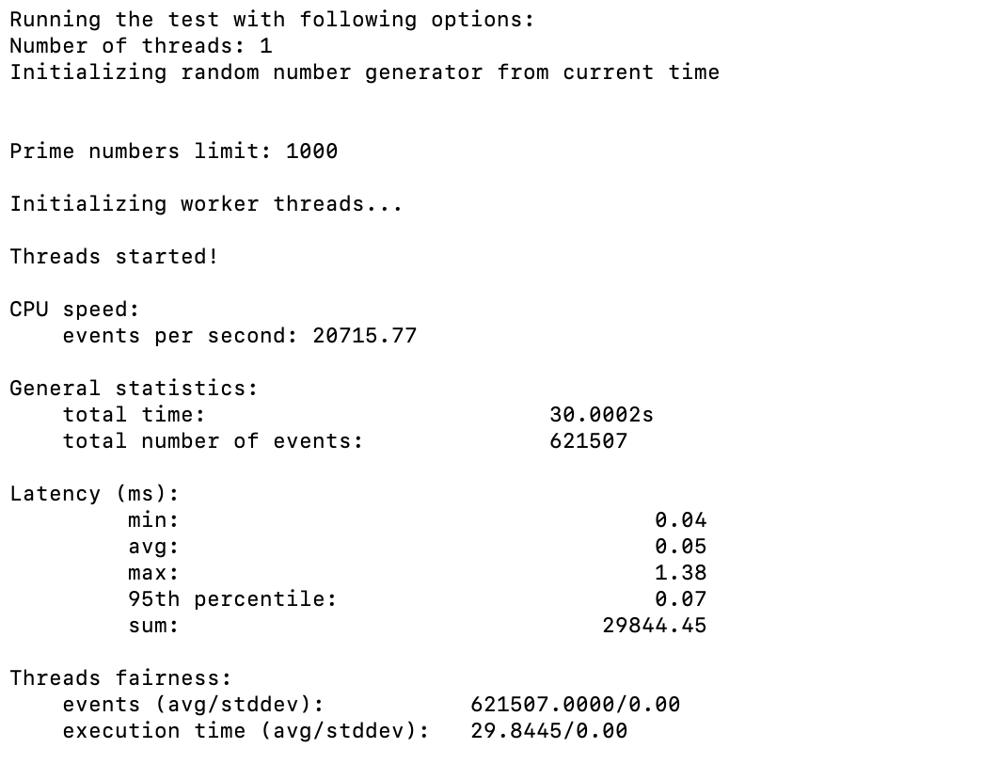 Running the test with following options:
Number of threads: 1
Initializing random number generator from current time
Prime numbers limit: 1000
Initializing worker threads...
Threads started!
CPU speed:
events per second: 20715.77
General statistics:
total time: 30.0002s
total number of events: 621507
Latency (ms):
min: 0.04
avg: 0.05
max: 1.38
95th percentile: 0.07
sum: 29844.45
Threads fairness:
events (avg/stddev): 621507.0000/0.00
execution time (avg/stddev): 29.8445/0.00